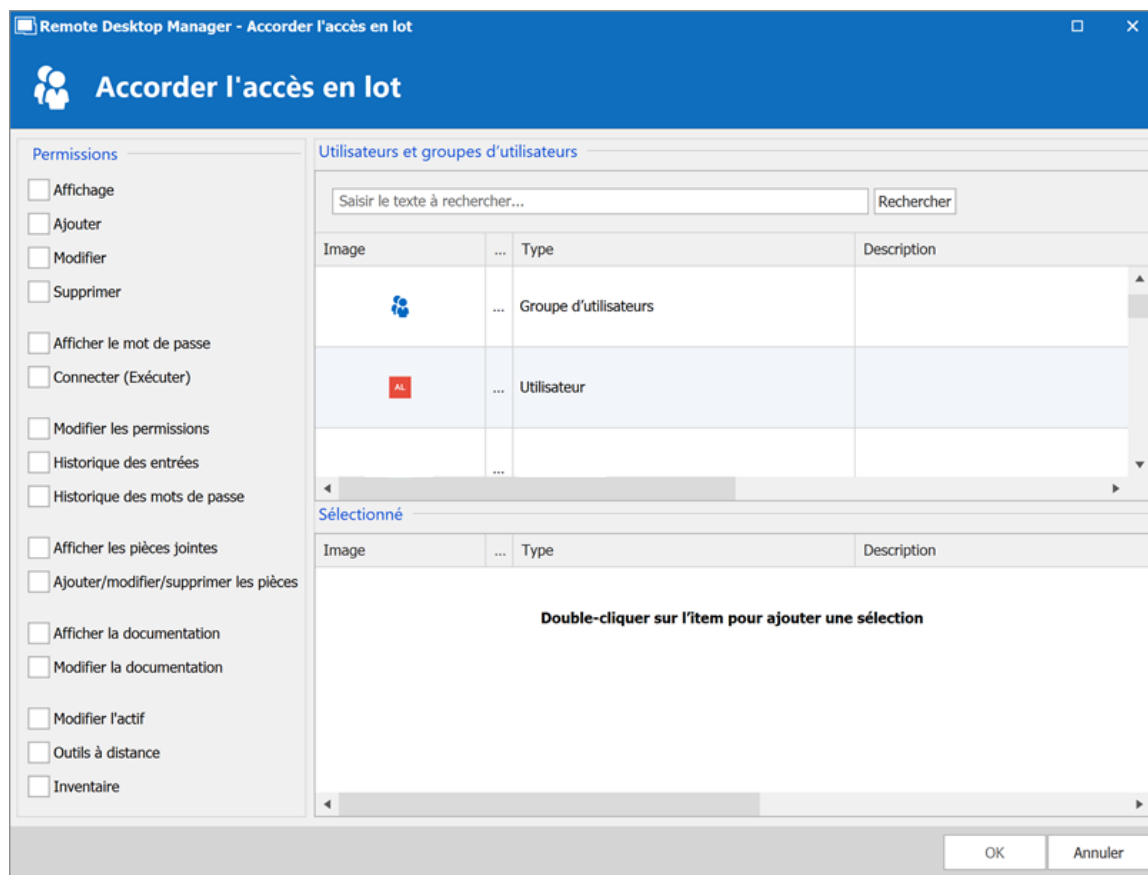 Remote Desktop Manager - Accorder l'accès en lot
Accorder l'accès en lot
Permissions
Affichage
Ajouter
Modifier
Supprimer
Afficher le mot de passe
Connecter (Exécuter)
Modifier les permissions
Historique des entrées
Historique des mots de passe
Afficher les pièces jointes
Ajouter/modifier/supprimer les pièces
Afficher la documentation
Modifier la documentation
Modifier l'actif
Outils à distance
Inventaire
Utilisateurs et groupes d’utilisateurs
Saisir le texte à rechercher... Rechercher
Image ... Type Description
... Groupe d’utilisateurs
AL ... Utilisateur
...
Sélectionné
Image ... Type Description
Double-cliquer sur l’item pour ajouter une sélection
OK Annuler